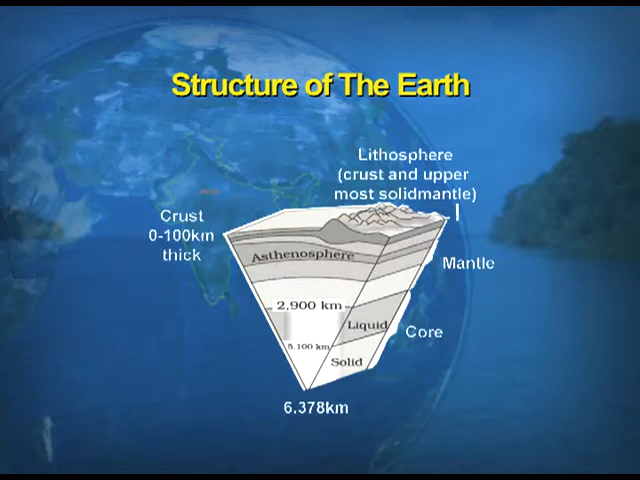 Structure of The Earth
Lithosphere
(crust and upper
most solidmantle)
Crust
0-100km
thick
Asthenosphere
Mantle
2,900 km
Liquid
Core
5,100 km
Solid
6.378km